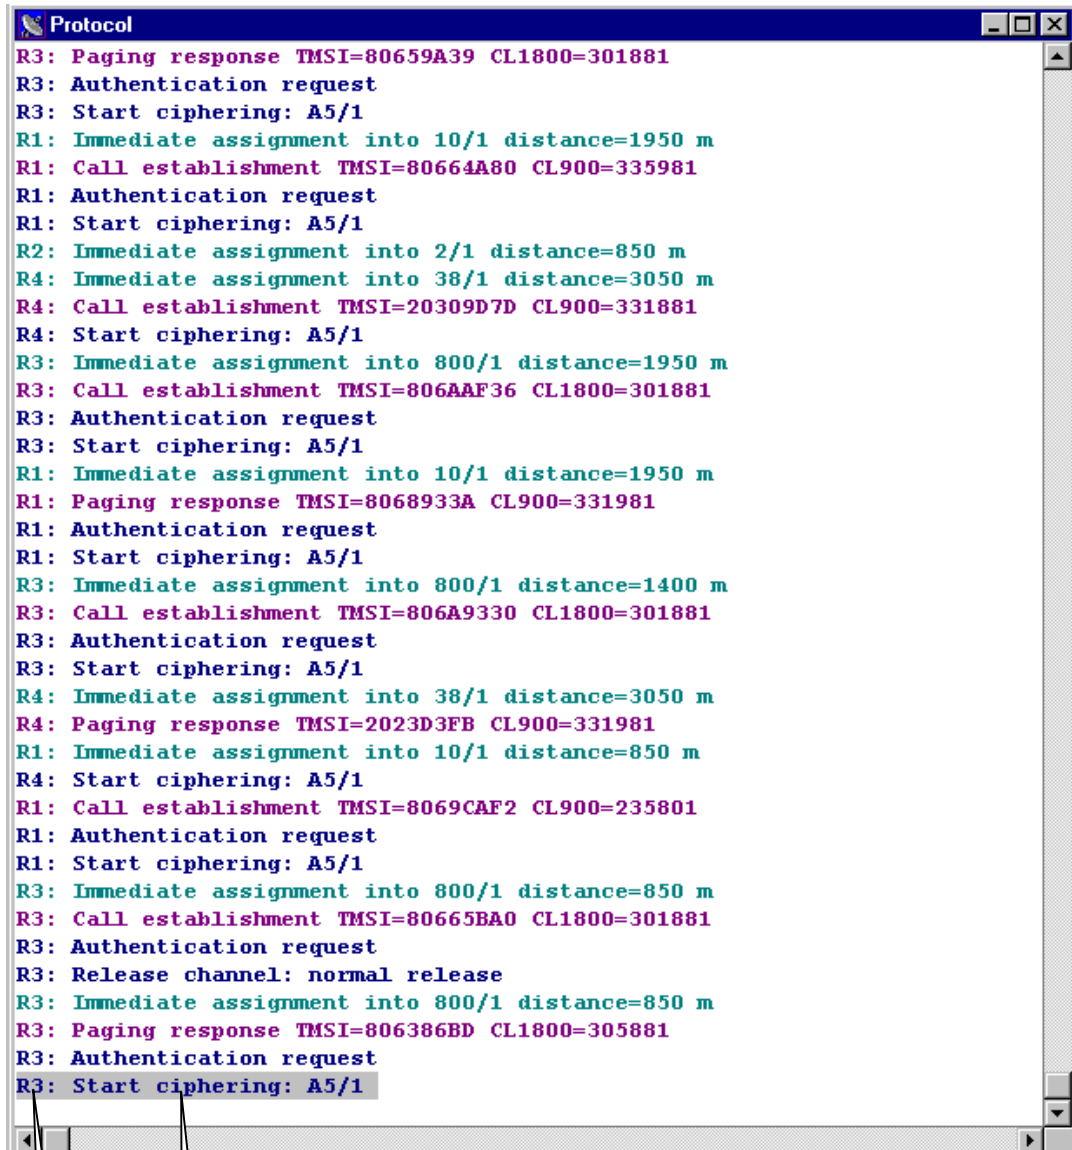 Protocol
R3: Paging response TMSI=80659A39 CL1800=301881
R3: Authentication request
R3: Start ciphering: A5/1
R1: Immediate assignment into 10/1 distance=1950 m
R1: Call establishment TMSI=80664A80 CL900=335981
R1: Authentication request
R1: Start ciphering: A5/1
R2: Immediate assignment into 2/1 distance=850 m
R4: Immediate assignment into 38/1 distance=3050 m
R4: Call establishment TMSI=20309D7D CL900=331881
R4: Start ciphering: A5/1
R3: Immediate assignment into 800/1 distance=1950 m
R3: Call establishment TMSI=806AAF36 CL1800=301881
R3: Authentication request
R3: Start ciphering: A5/1
R1: Immediate assignment into 10/1 distance=1950 m
R1: Paging response TMSI=8068933A CL900=331981
R1: Authentication request
R1: Start ciphering: A5/1
R3: Immediate assignment into 800/1 distance=1400 m
R3: Call establishment TMSI=806A9330 CL1800=301881
R3: Authentication request
R3: Start ciphering: A5/1
R4: Immediate assignment into 38/1 distance=3050 m
R4: Paging response TMSI=2023D3FB CL900=331981
R1: Immediate assignment into 10/1 distance=850 m
R4: Start ciphering: A5/1
R1: Call establishment TMSI=8069CAF2 CL900=235801
R1: Authentication request
R1: Start ciphering: A5/1
R3: Immediate assignment into 800/1 distance=850 m
R3: Call establishment TMSI=80665BA0 CL1800=301881
R3: Authentication request
R3: Release channel: normal release
R3: Immediate assignment into 800/1 distance=850 m
R3: Paging response TMSI=806386BD CL1800=305881
R3: Authentication request
R3: Start ciphering: A5/1